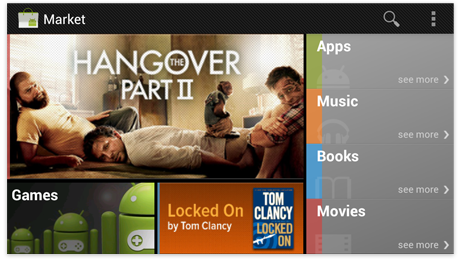 Market
THE
HANGOVER
PART II
Games
Locked On
by Tom Clancy
TOM
CLANCY
LOCKED
ON
Apps
see more
Music
see more
Books
see more
Movies
see more